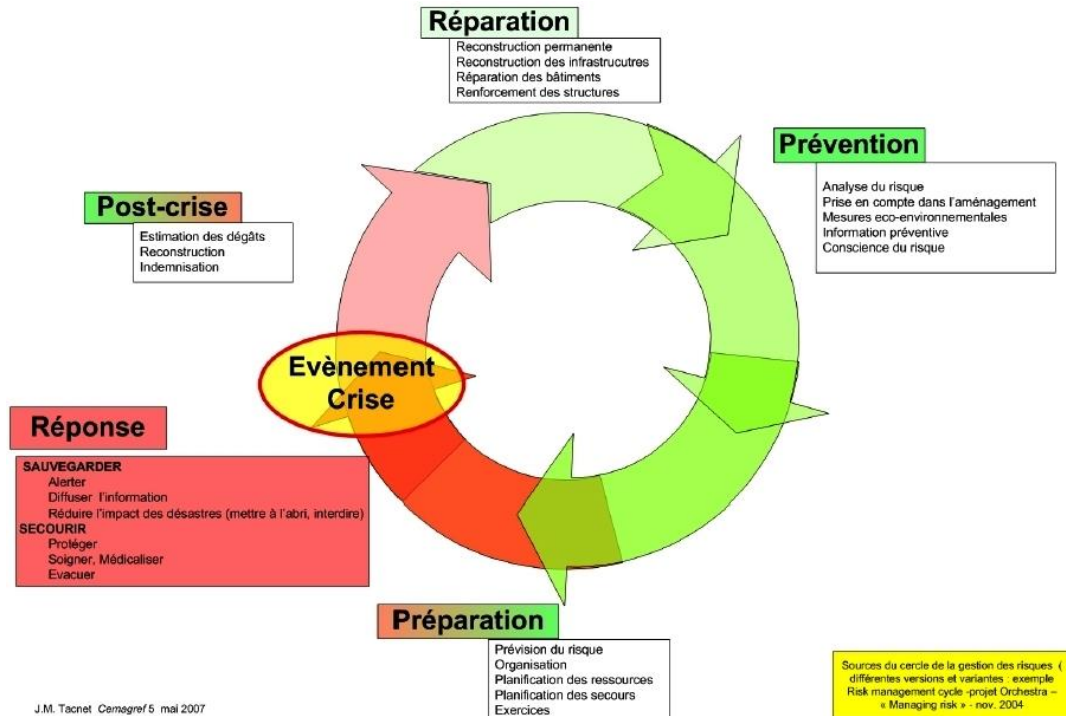 Réparation
Reconstruction permanente
Reconstruction des infrastrucutres
Réparation des bâtiments
Renforcement des structures
Prévention
Analyse du risque
Prise en compte dans l'aménagement
Mesures eco-environnementales
Information préventive
Conscience du risque
Post-crise
Estimation des dégâts
Reconstruction
Indemnisation
Evènement
Crise
Réponse
SAUVEGARDER
Alerter
Diffuser l'information
Réduire l'impact des désastres (mettre à l'abri, interdire)
SECOURIR
Protéger
Soigner, Médicaliser
Evacuer
Préparation
Prévision du risque
Organisation
Planification des ressources
Planification des secours
Exercices
Sources du cercle de la gestion des risques (
différentes versions et variantes : exemple
Risk management cycle -projet Orchestra –
« Managing risk » - nov. 2004
J.M. Tacnet Cemagref 5 mai 2007